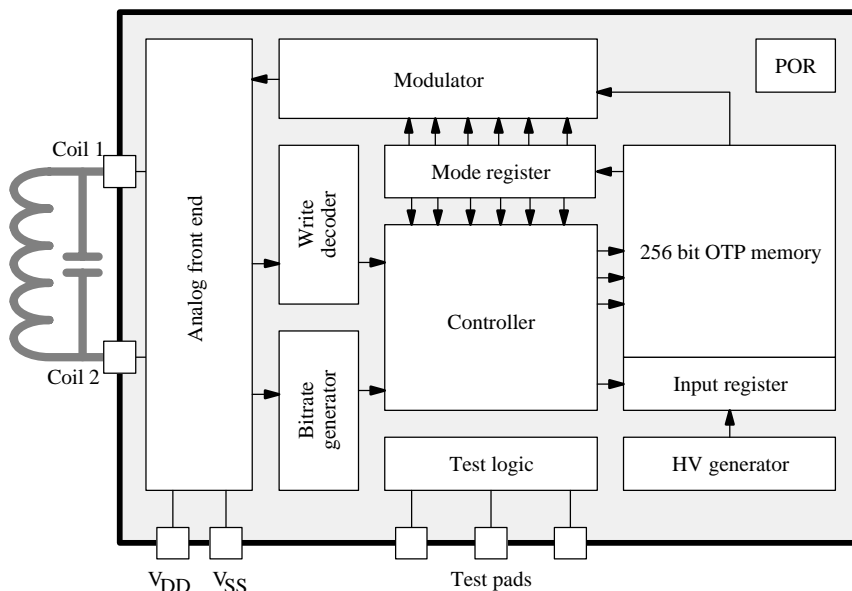 POR
Modulator
Coil 1
Mode register
Write
decoder
256 bit OTP memory
Analog front end
Controller
Coil 2
Bitrate
generator
Input register
Test logic
HV generator
VDD
VSS
Test pads